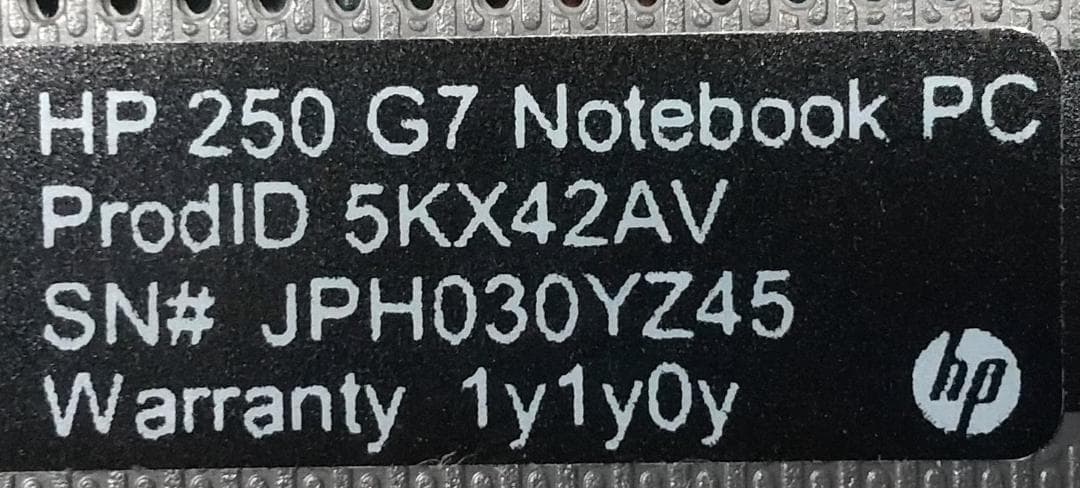 HP 250 G7 Notebook PC
ProdID 5KX42AV
SN# JPH030YZ45
Warranty 1y1y0y
hp